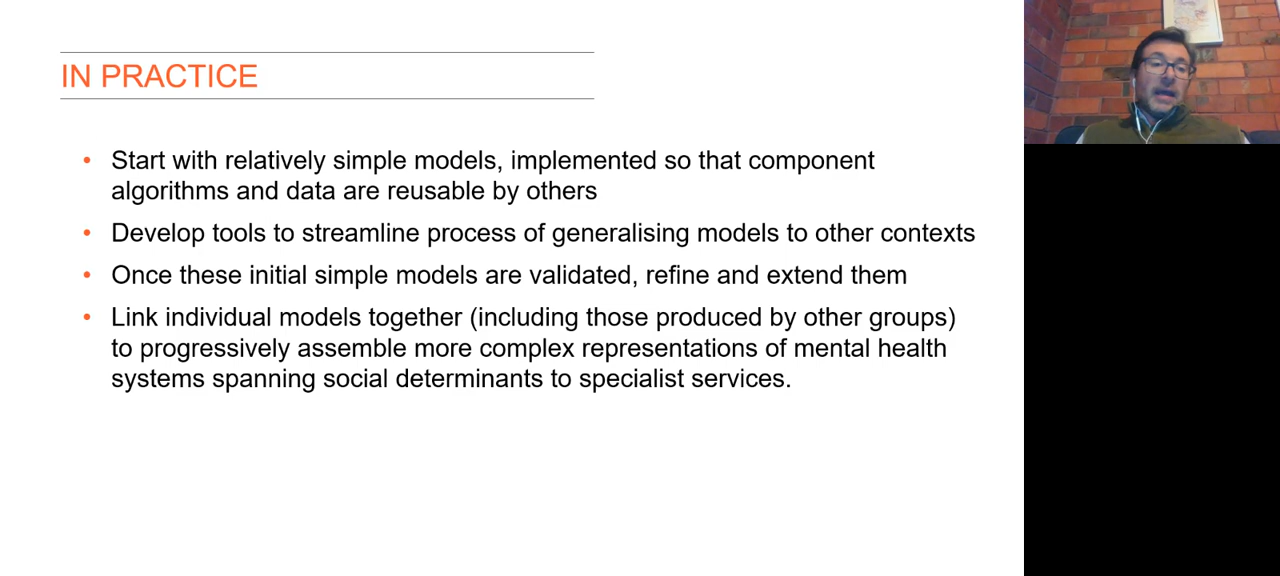 IN PRACTICE
• Start with relatively simple models, implemented so that component
algorithms and data are reusable by others
• Develop tools to streamline process of generalising models to other contexts
• Once these initial simple models are validated, refine and extend them
• Link individual models together (including those produced by other groups)
to progressively assemble more complex representations of mental health
systems spanning social determinants to specialist services.